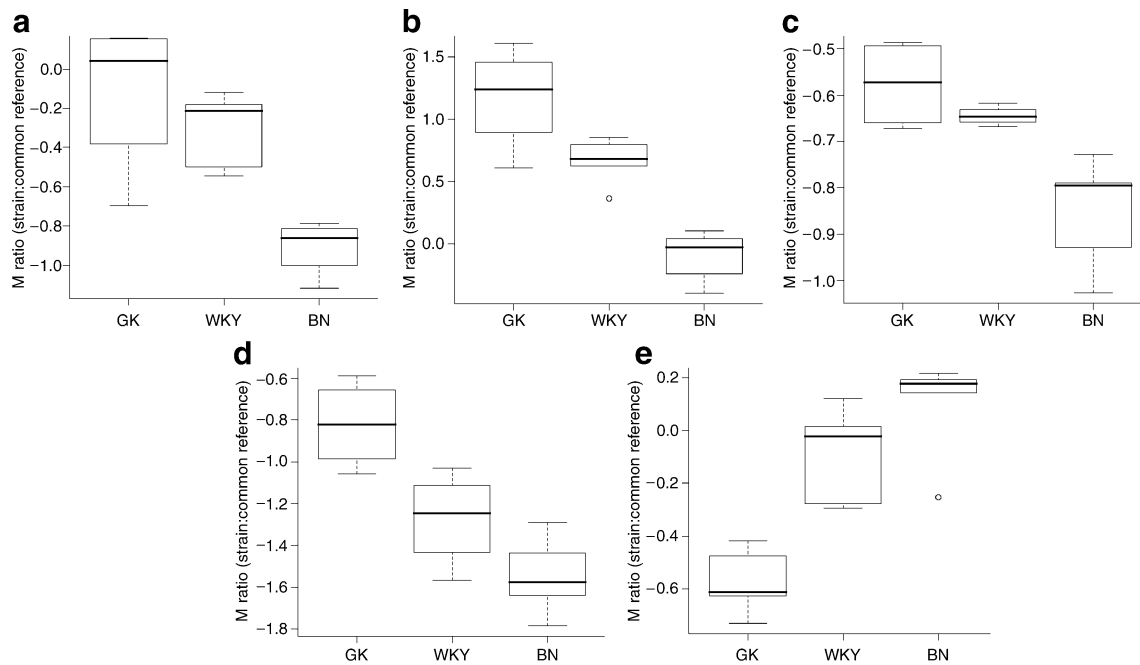 a
M ratio (strain:common reference)
0.0
−0.2
−0.4
−0.6
−0.8
−1.0
GK WKY BN
b
M ratio (strain:common reference)
1.5
1.0
0.5
0.0
GK WKY BN
c
M ratio (strain:common reference)
−0.5
−0.6
−0.7
−0.8
−0.9
−1.0
GK WKY BN
d
M ratio (strain:common reference)
−0.6
−0.8
−1.0
−1.2
−1.4
−1.6
−1.8
GK WKY BN
e
M ratio (strain:common reference)
0.2
0.0
−0.2
−0.4
−0.6
GK WKY BN